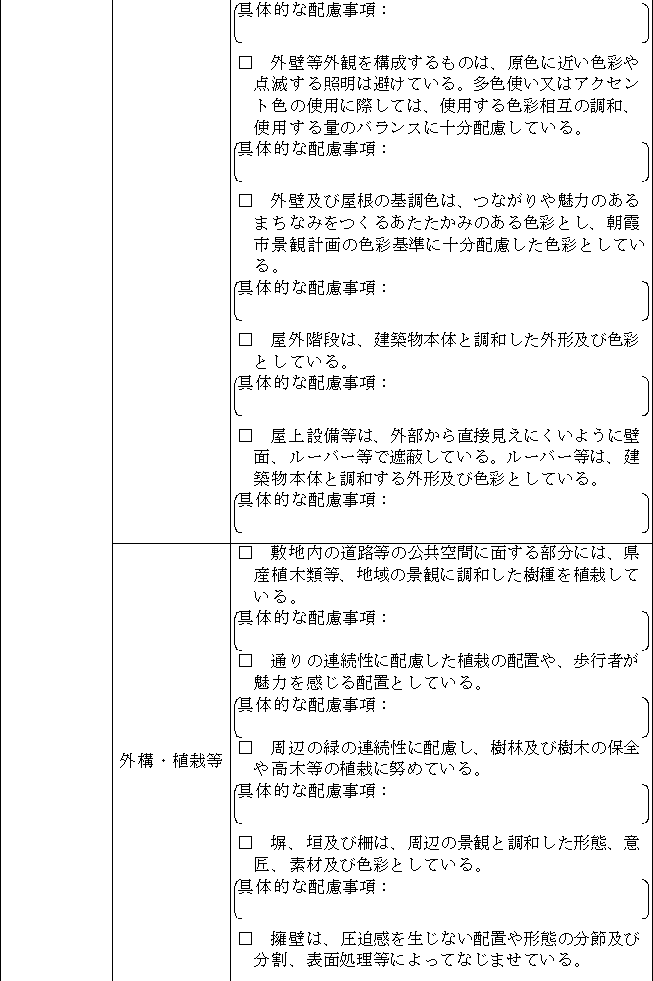 具体的な配慮事項：
□　外壁等外観を構成するものは、原色に近い色彩や
点滅する照明は避けている。多色使い又はアクセン
ト色の使用に際しては、使用する色彩相互の調和、
使用する量のバランスに十分配慮している。
具体的な配慮事項：
□　外壁及び屋根の基調色は、つながりや魅力のある
まちなみをつくるあたたかみのある色彩とし、朝霞
市景観計画の色彩基準に十分配慮した色彩としてい
る。
具体的な配慮事項：
□　屋外階段は、建築物本体と調和した外形及び色彩
としている。
具体的な配慮事項：
□　屋上設備等は、外部から直接見えにくいように壁
面、ルーバー等で遮蔽している。ルーバー等は、建
築物本体と調和する外形及び色彩としている。
具体的な配慮事項：
外構・植栽等
□　敷地内の道路等の公共空間に面する部分には、県
産植木類等、地域の景観に調和した樹種を植栽して
いる。
具体的な配慮事項：
□　通りの連続性に配慮した植栽の配置や、歩行者が
魅力を感じる配置としている。
具体的な配慮事項：
□　周辺の緑の連続性に配慮し、樹林及び樹木の保全
や高木等の植栽に努めている。
具体的な配慮事項：
□　塀、垣及び柵は、周辺の景観と調和した形態、意
匠、素材及び色彩としている。
具体的な配慮事項：
□　擁壁は、圧迫感を生じない配置や形態の分節及び
分割、表面処理等によってなじませている。